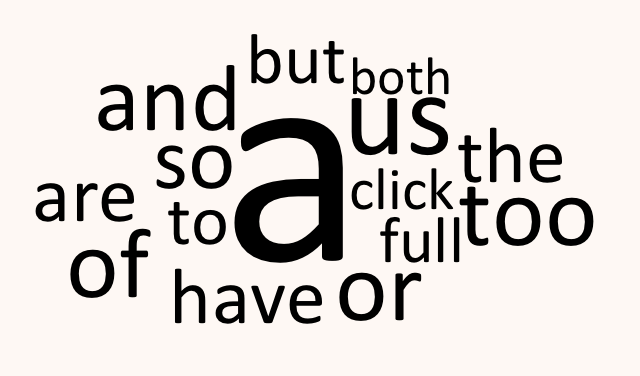 but
both
and
us
a
so
the
click
are
to
too
full
of
have
or